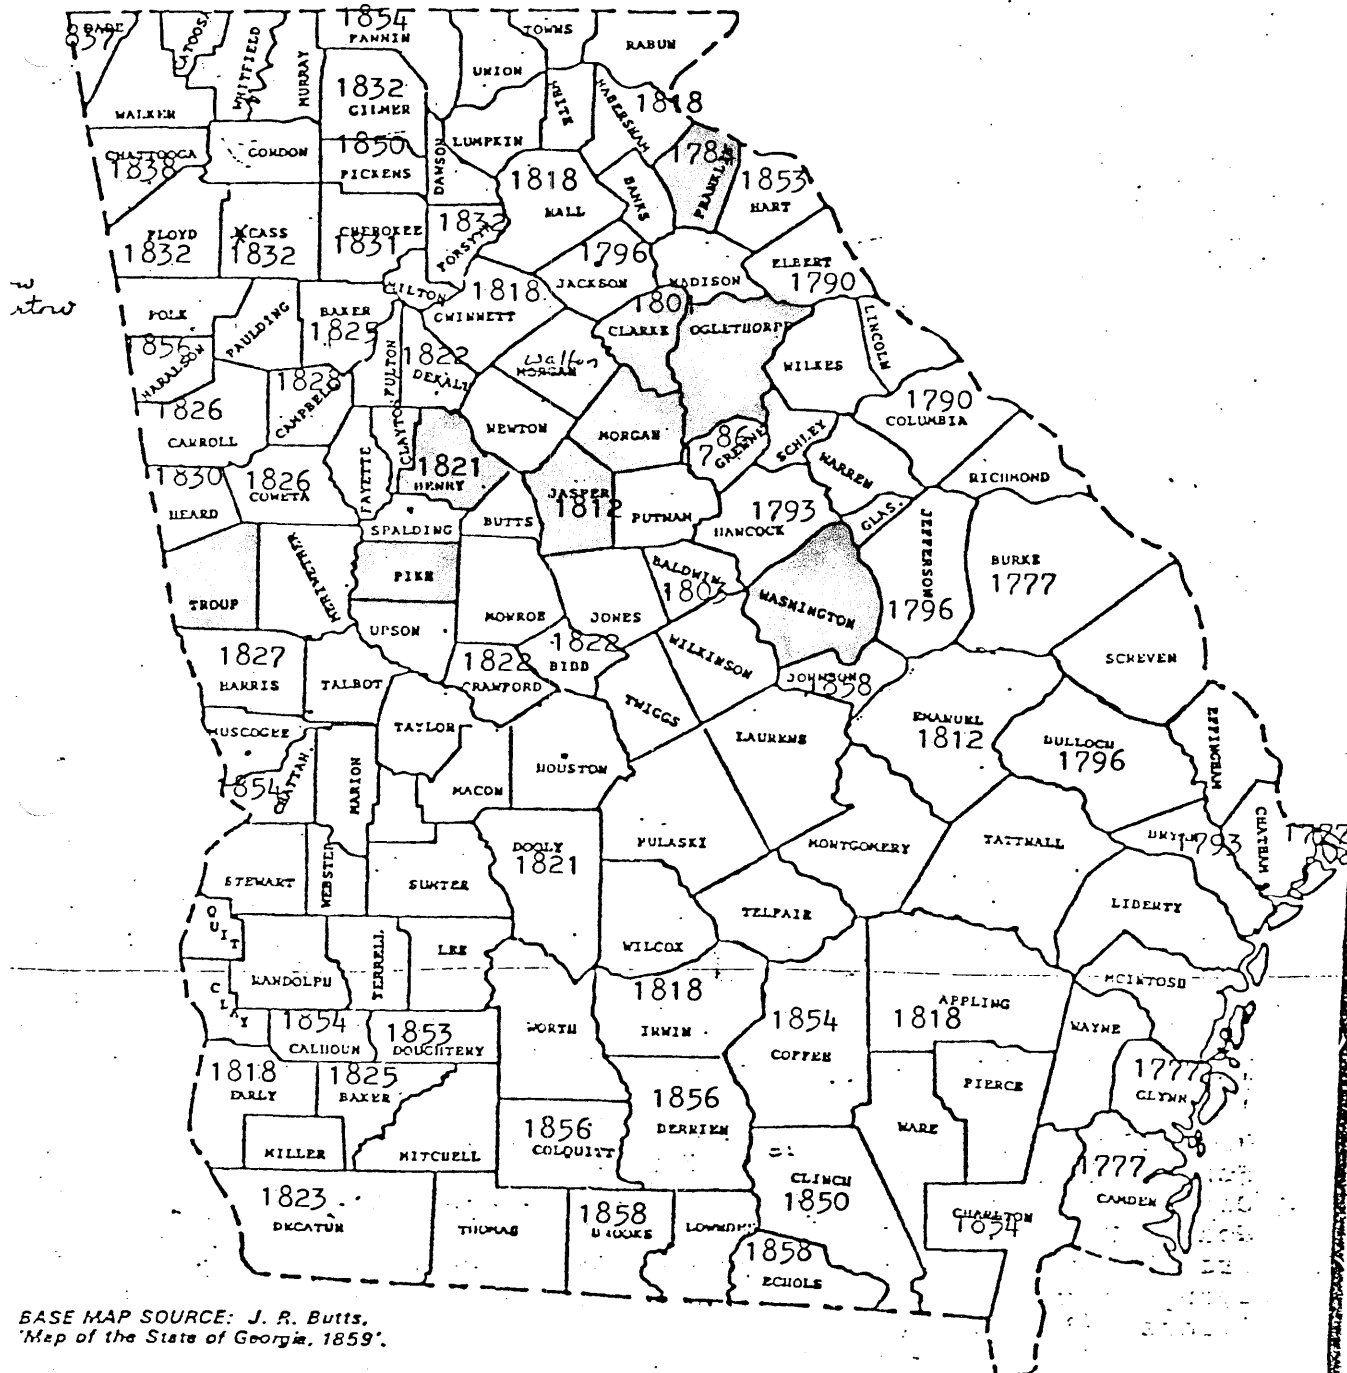 1854
DADE
CATOOSA
FANNIN
TOWNS
RABUN
WHITFIELD
MURRAY
UNION
1832
GILMER
WALKER
WHITE
HABERSHAM
1818
LUMPKIN
CHATTOOGA
1838
GORDON
1850
PICKENS
DAWSON
1818
HALL
BANKS
178
FRANKLIN
1853
HART
FLOYD
1832
CASS
1832
CHEROKEE
1831
1832
FORSYTH
1796
JACKSON
MADISON
ELBERT
1790
MILTON
1818
GWINNETT
POLK
PAULDING
BAKER
1825
180
CLARKE
OGLETHORPE
LINCOLN
WILKES
1856
HARALSON
FULTON
1822
DEKALB
Walton
MORGAN
1826
CARROLL
1828
CAMPBELL
CLAYTON
NEWTON
MORGAN
786
GREENE
SCHLEY
1790
COLUMBIA
WARREN
RICHMOND
1830
HEARD
1826
COWETA
FAYETTE
1821
HENRY
JASPER
1812
PUTNAM
1793
HANCOCK
GLAS.
JEFFERSON
1796
BURKE
1777
SPALDING
BUTTS
TROUP
MERIWETHER
PIKE
MONROE
JONES
BALDWIN
1803
WASHINGTON
UPSON
1827
HARRIS
TALBOT
1822
CRAWFORD
1822
BIBB
WILKINSON
TWIGGS
JOHNSON
1858
SCREVEN
MUSCOGEE
TAYLOR
LAURENS
EMANUEL
1812
BULLOCH
1796
EFFINGHAM
1854
CHATTAH.
MARION
MACON
HOUSTON
STEWART
WEBSTER
SUMTER
DOOLY
1821
PULASKI
MONTGOMERY
TATTNALL
BRYAN
1793
CHATHAM
1777
QUIT
TELFAIR
LIBERTY
RANDOLPH
TERRELL
LEE
WILCOX
CLAY
1854
CALHOUN
1853
DOUGHTERY
WORTH
1818
IRWIN
1854
COFFEE
APPLING
1818
WAYNE
MCINTOSH
1818
EARLY
1825
BAKER
1856
BERRIEN
PIERCE
1777
GLYNN
MILLER
MITCHELL
1856
COLQUITT
WARE
CLINCH
1850
1777
CAMDEN
1823
DECATUR
THOMAS
1858
BROOKS
LOWNDES
1858
ECHOLS
CHARLTON
1854
BASE MAP SOURCE: J. R. Butts,
"Map of the State of Georgia, 1859".